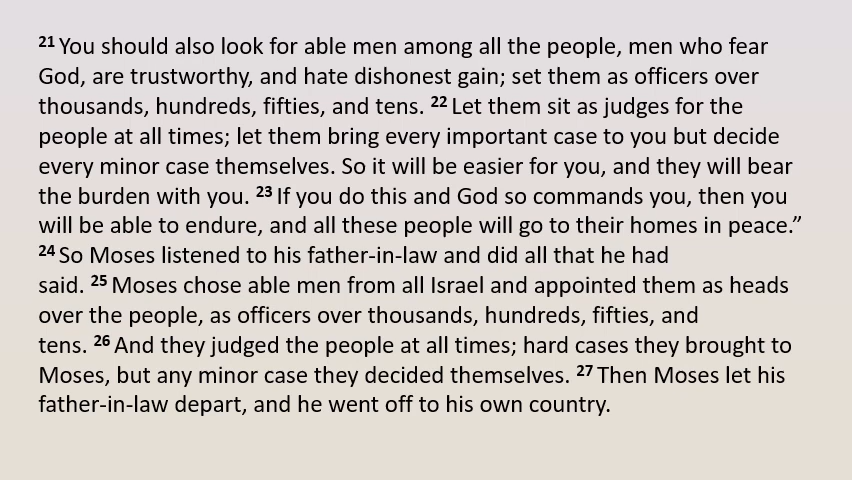 21 You should also look for able men among all the people, men who fear
God, are trustworthy, and hate dishonest gain; set them as officers over
thousands, hundreds, fifties, and tens. 22 Let them sit as judges for the
people at all times; let them bring every important case to you but decide
every minor case themselves. So it will be easier for you, and they will bear
the burden with you. 23 If you do this and God so commands you, then you
will be able to endure, and all these people will go to their homes in peace.”
24 So Moses listened to his father-in-law and did all that he had
said. 25 Moses chose able men from all Israel and appointed them as heads
over the people, as officers over thousands, hundreds, fifties, and
tens. 26 And they judged the people at all times; hard cases they brought to
Moses, but any minor case they decided themselves. 27 Then Moses let his
father-in-law depart, and he went off to his own country.